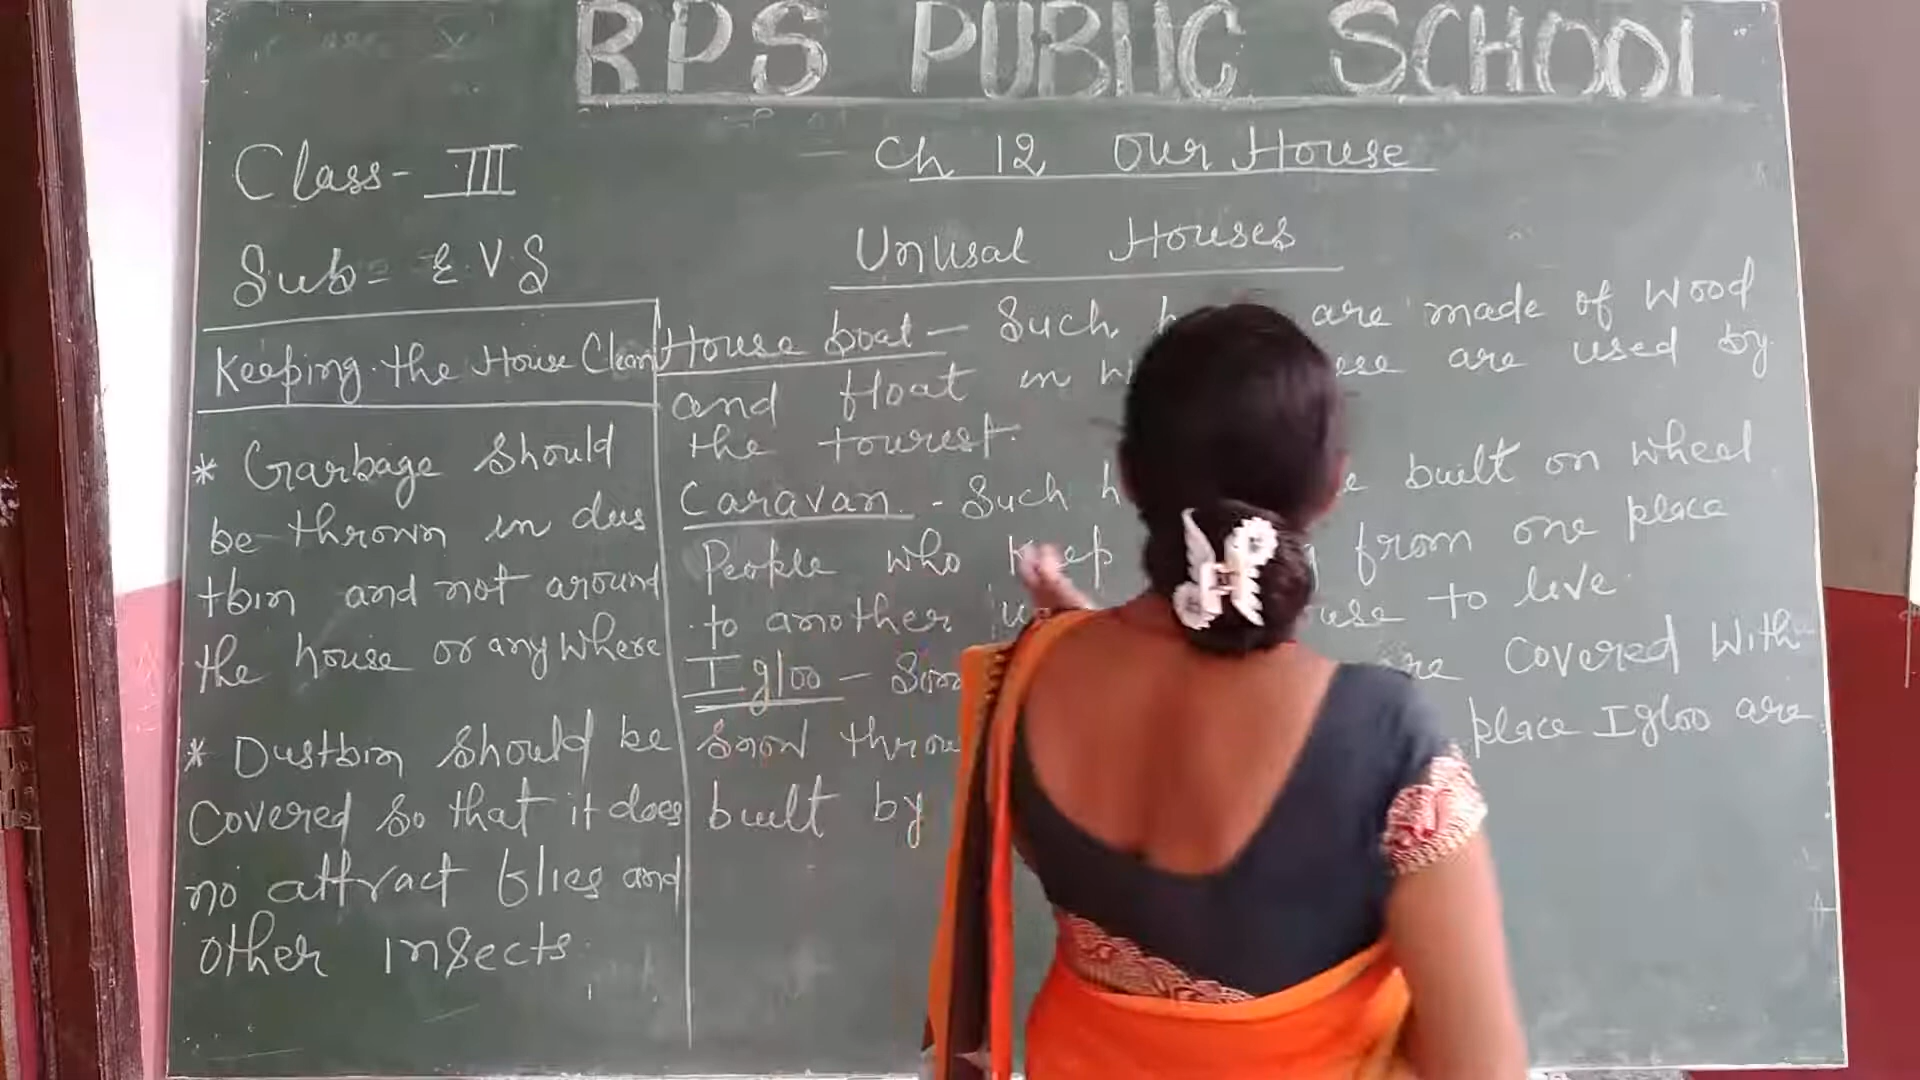 RPS PUBLIC SCHOOl
Class- III
Sub= E.V.S
Ch 12 Our House
Keeping the House Clean
* Garbage should
be thrown in dus
tbin and not around
the house or any where
* Dustbin should be
Covered so that it does
no attract flies and
other insects.
Unusal Houses
House boat - Such are made of wood
and float in are used by
the tourest.
Caravan - Such built on wheel
People who Keep from one place
to another to live
Igloo - Covered with
snow place Igloo are
built by